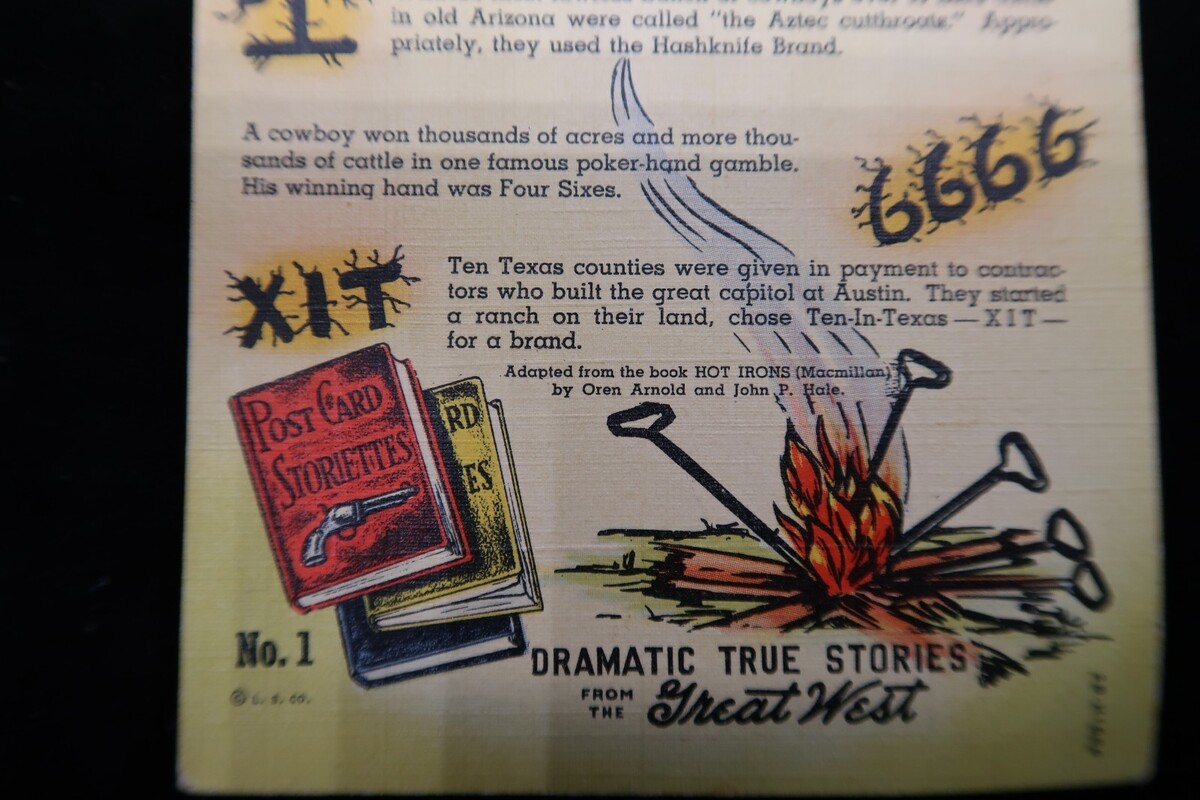 in old Arizona were called "the Aztec cutthroats." Appro-
priately, they used the Hashknife Brand.
A cowboy won thousands of acres and more thou-
sands of cattle in one famous poker-hand gamble.
His winning hand was Four Sixes.
6666
XIT
Ten Texas counties were given in payment to contrac-
tors who built the great capitol at Austin. They started
a ranch on their land, chose Ten-In-Texas — XIT —
for a brand.
Adapted from the book HOT IRONS (Macmillan)
by Oren Arnold and John P. Hale.
POST CARD
STORIETTES
RD
ES
No. 1
© L. S. CO.
DRAMATIC TRUE STORIES
FROM
THE Great West